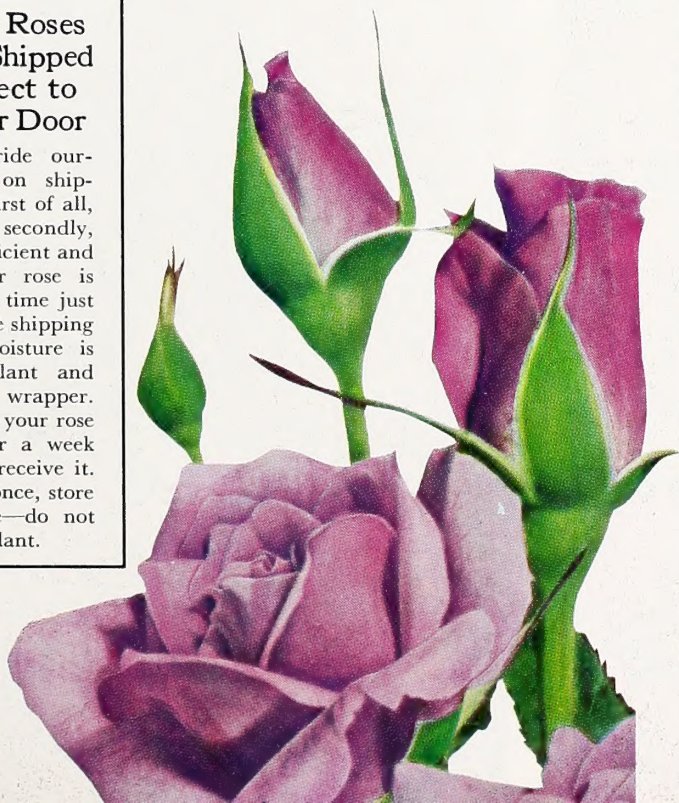 Roses
Shipped
ect to
r Door
ride our-
on ship-
irst of all,
secondly,
icient and
r rose is
time just
e shipping
oisture is
lant and
wrapper.
your rose
r a week
receive it.
once, store
—do not
lant.